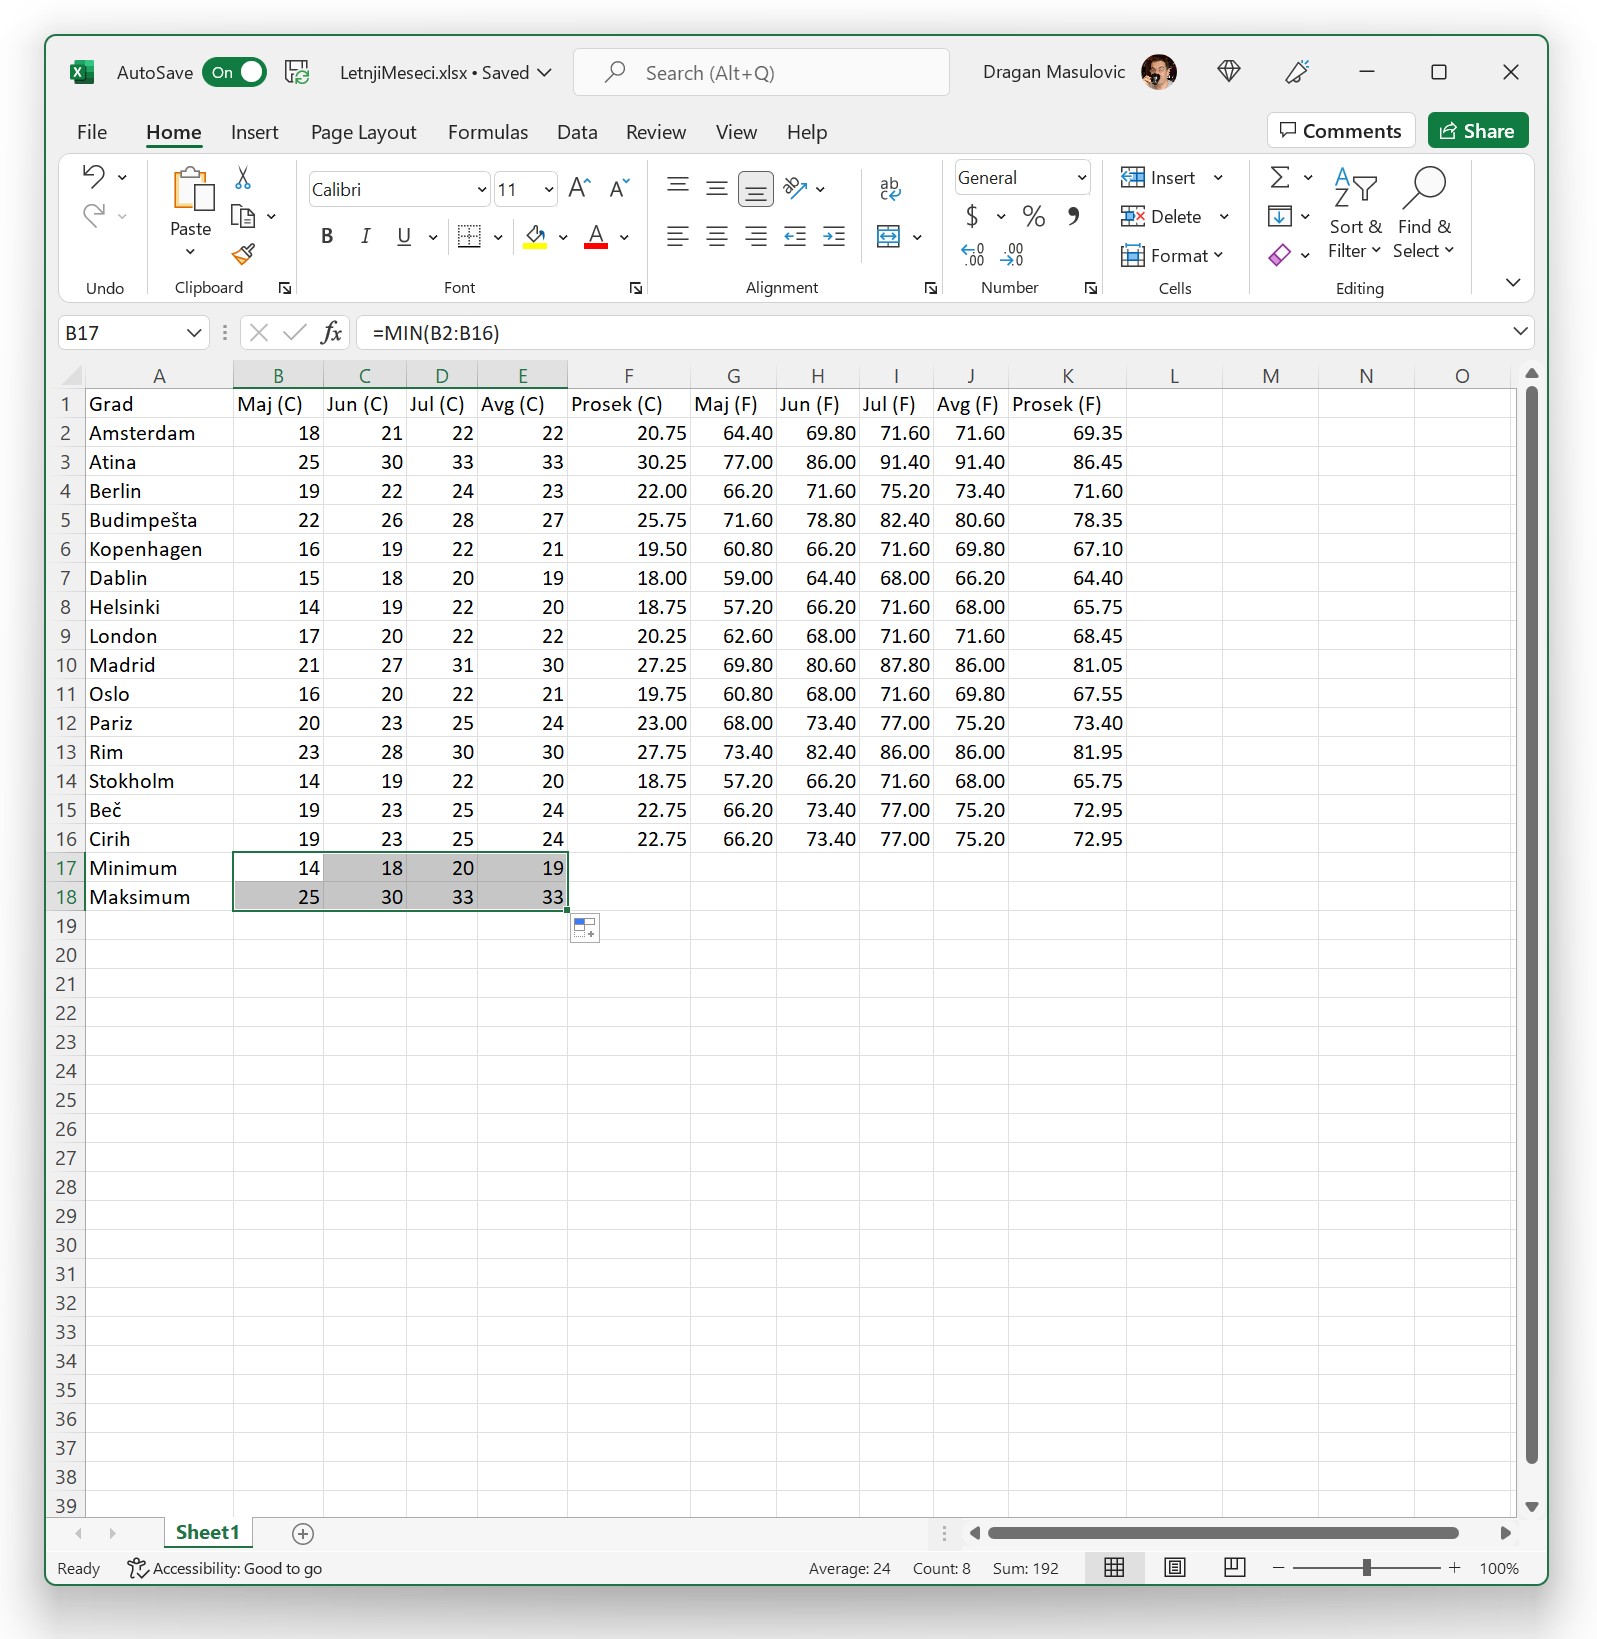 AutoSave On LetnjiMeseci.xlsx • Saved Search (Alt+Q) Dragan Masulovic
File Home Insert Page Layout Formulas Data Review View Help Comments Share
Paste Calibri 11 General Insert Delete Format Sort & Filter Find & Select
Undo Clipboard Font Alignment Number Cells Editing
B17 fx =MIN(B2:B16)
A B C D E F G H I J K L M N O
1 Grad Maj (C) Jun (C) Jul (C) Avg (C) Prosek (C) Maj (F) Jun (F) Jul (F) Avg (F) Prosek (F)
2 Amsterdam 18 21 22 22 20.75 64.40 69.80 71.60 71.60 69.35
3 Atina 25 30 33 33 30.25 77.00 86.00 91.40 91.40 86.45
4 Berlin 19 22 24 23 22.00 66.20 71.60 75.20 73.40 71.60
5 Budimpešta 22 26 28 27 25.75 71.60 78.80 82.40 80.60 78.35
6 Kopenhagen 16 19 22 21 19.50 60.80 66.20 71.60 69.80 67.10
7 Dablin 15 18 20 19 18.00 59.00 64.40 68.00 66.20 64.40
8 Helsinki 14 19 22 20 18.75 57.20 66.20 71.60 68.00 65.75
9 London 17 20 22 22 20.25 62.60 68.00 71.60 71.60 68.45
10 Madrid 21 27 31 30 27.25 69.80 80.60 87.80 86.00 81.05
11 Oslo 16 20 22 21 19.75 60.80 68.00 71.60 69.80 67.55
12 Pariz 20 23 25 24 23.00 68.00 73.40 77.00 75.20 73.40
13 Rim 23 28 30 30 27.75 73.40 82.40 86.00 86.00 81.95
14 Stokholm 14 19 22 20 18.75 57.20 66.20 71.60 68.00 65.75
15 Beč 19 23 25 24 22.75 66.20 73.40 77.00 75.20 72.95
16 Cirih 19 23 25 24 22.75 66.20 73.40 77.00 75.20 72.95
17 Minimum 14 18 20 19
18 Maksimum 25 30 33 33
19
20
21
22
23
24
25
26
27
28
29
30
31
32
33
34
35
36
37
38
39
Sheet1
Ready Accessibility: Good to go Average: 24 Count: 8 Sum: 192 100%